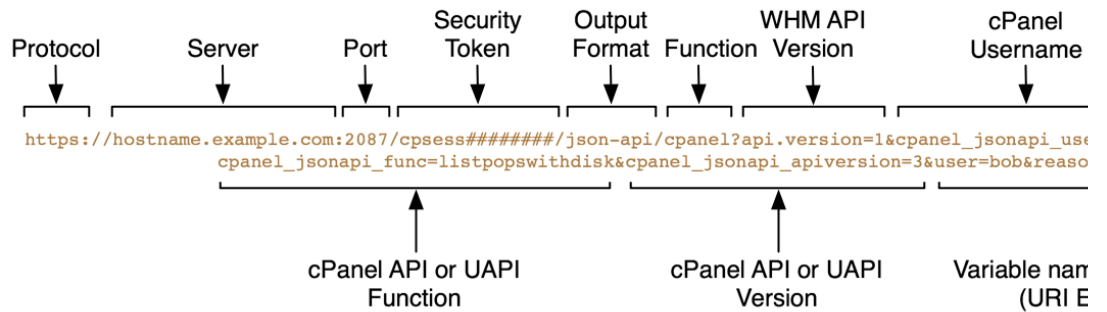 Security Output WHM API cPanel
Protocol Server Port Token Format Function Version Username
https://hostname.example.com:2087/cpsess########/json-api/cpanel?api.version=1&cpanel_jsonapi_use
cpanel_jsonapi_func=listpopswithdisk&cpanel_jsonapi_apiversion=3&user=bob&reaso
cPanel API or UAPI cPanel API or UAPI Variable nam
Function Version (URI E